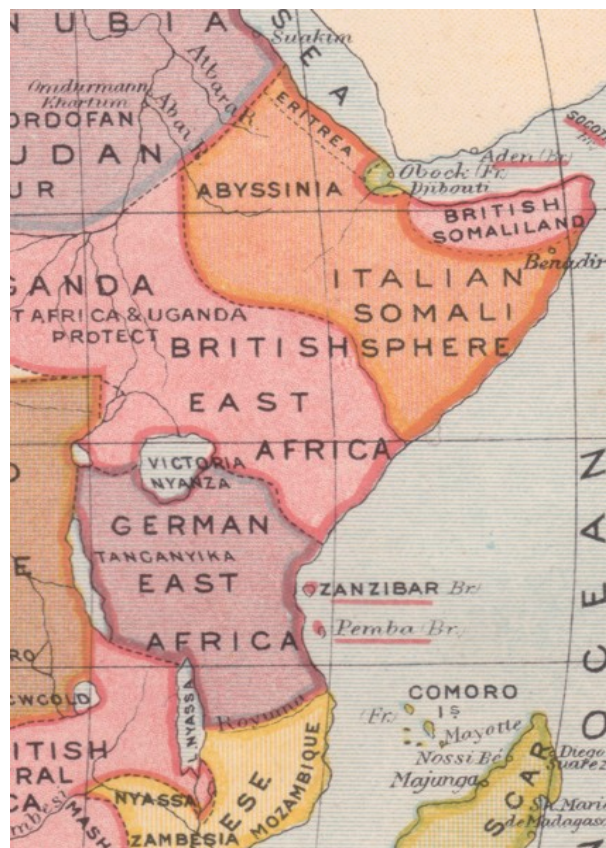 NUBIA
Suakim
SEA
Atbara R.
Omdurmann
Khartum
Abai R.
ORDOFAN
UDAN
UR
ERITREA
ABYSSINIA
Aden (Br.)
Obock (Fr.
Djibouti
BRITISH
SOMALILAND
Benadir
ITALIAN
SOMALI
SPHERE
GANDA
T AFRICA & UGANDA
PROTECT
BRITISH
EAST
AFRICA
VICTORIA
NYANZA
GERMAN
TANGANYIKA
EAST
AFRICA
ZANZIBAR Br.)
Pemba (Br.)
OCEAN
L. NYASSA
Rovuma
COMORO
Is
(Fr.)
Mayotte
Nossi Bé
Majunga
Diego
Suarez
Ste Marie
de Madagasc
SCAR
ITISH
RAL
CA
mbesi
MASH
NYASSA
ZAMBESIA
ESE
MOZAMBIQUE